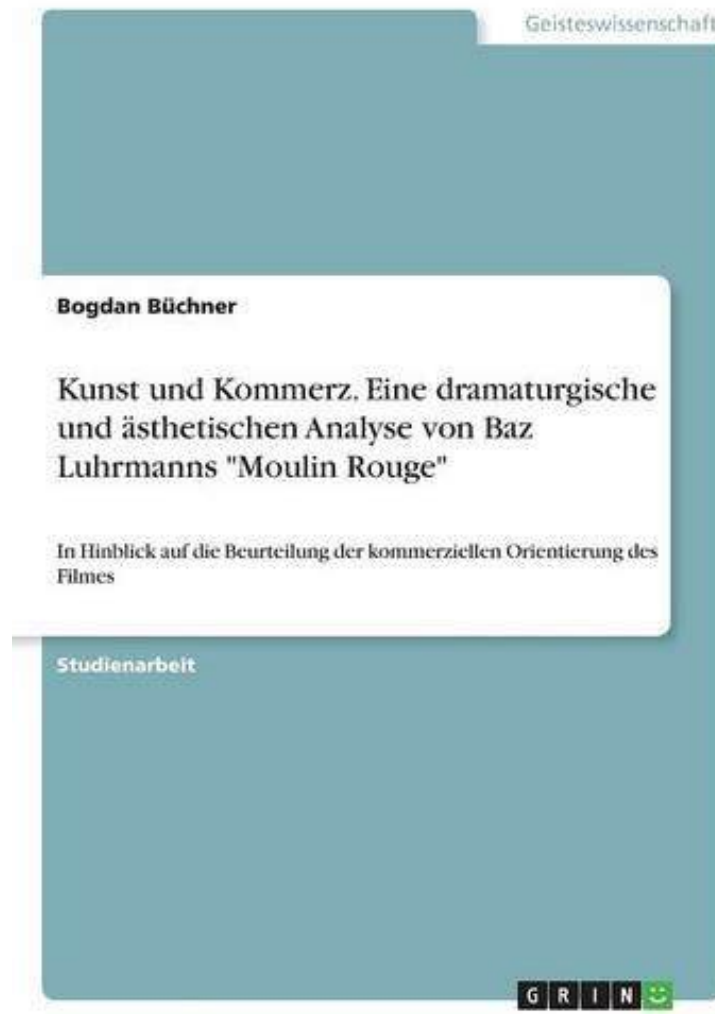 Geisteswissenschaft
Bogdan Büchner
Kunst und Kommerz. Eine dramaturgische
und ästhetischen Analyse von Baz
Luhrmanns "Moulin Rouge"
In Hinblick auf die Beurteilung der kommerziellen Orientierung des
Filmes
Studienarbeit
GRIN